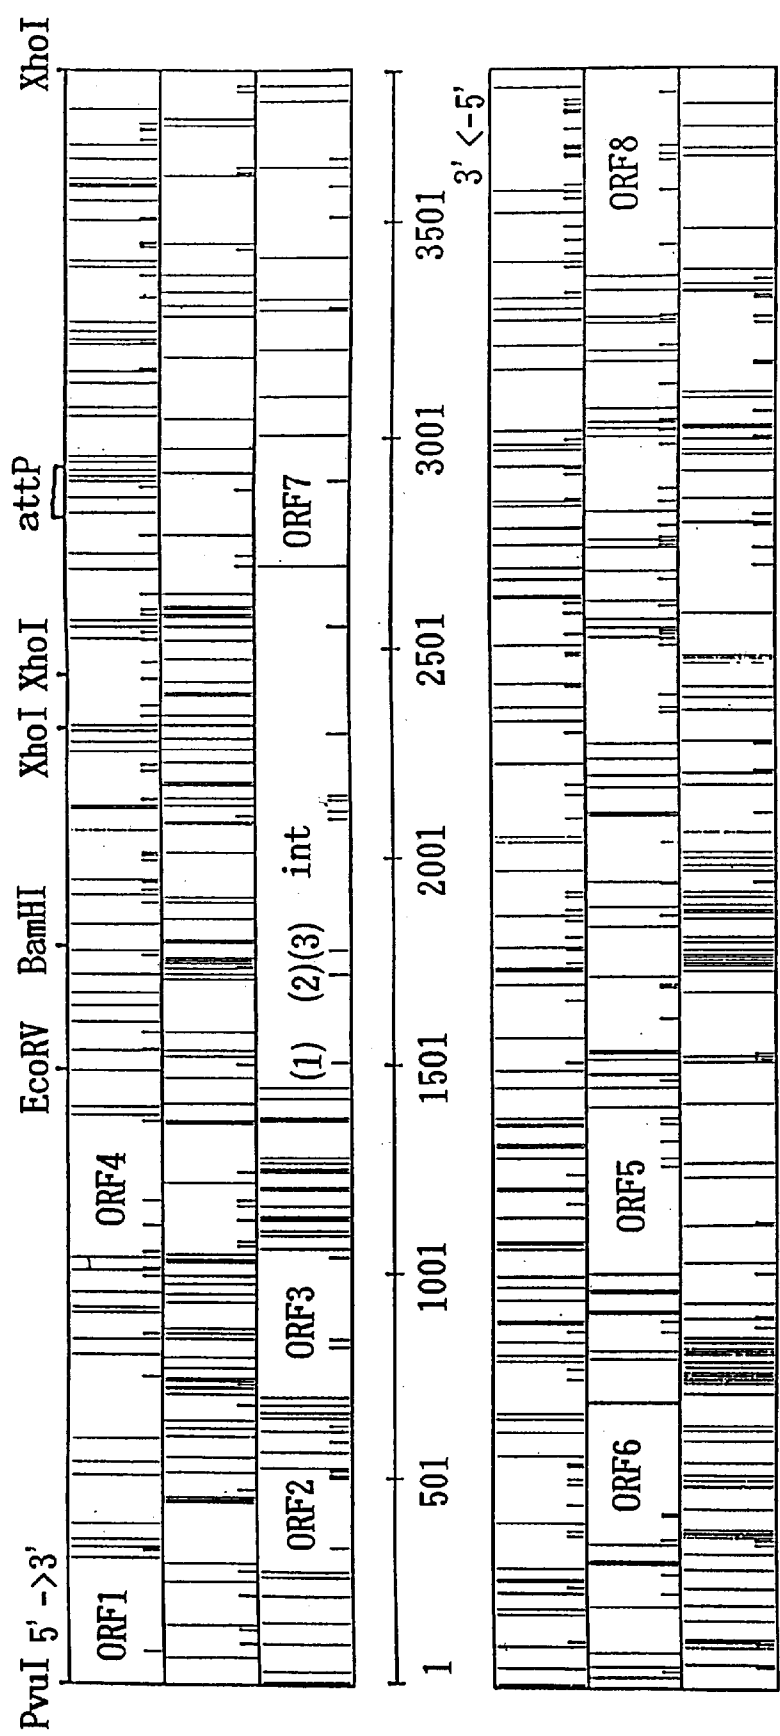 PvuI 5' ->3' EcoRV BamHI XhoI XhoI attP XhoI
ORF1 ORF4
ORF2 ORF3 (1) (2)(3) int ORF7
1 501 1001 1501 2001 2501 3001 3501
3' <-5'
ORF6 ORF5 ORF8